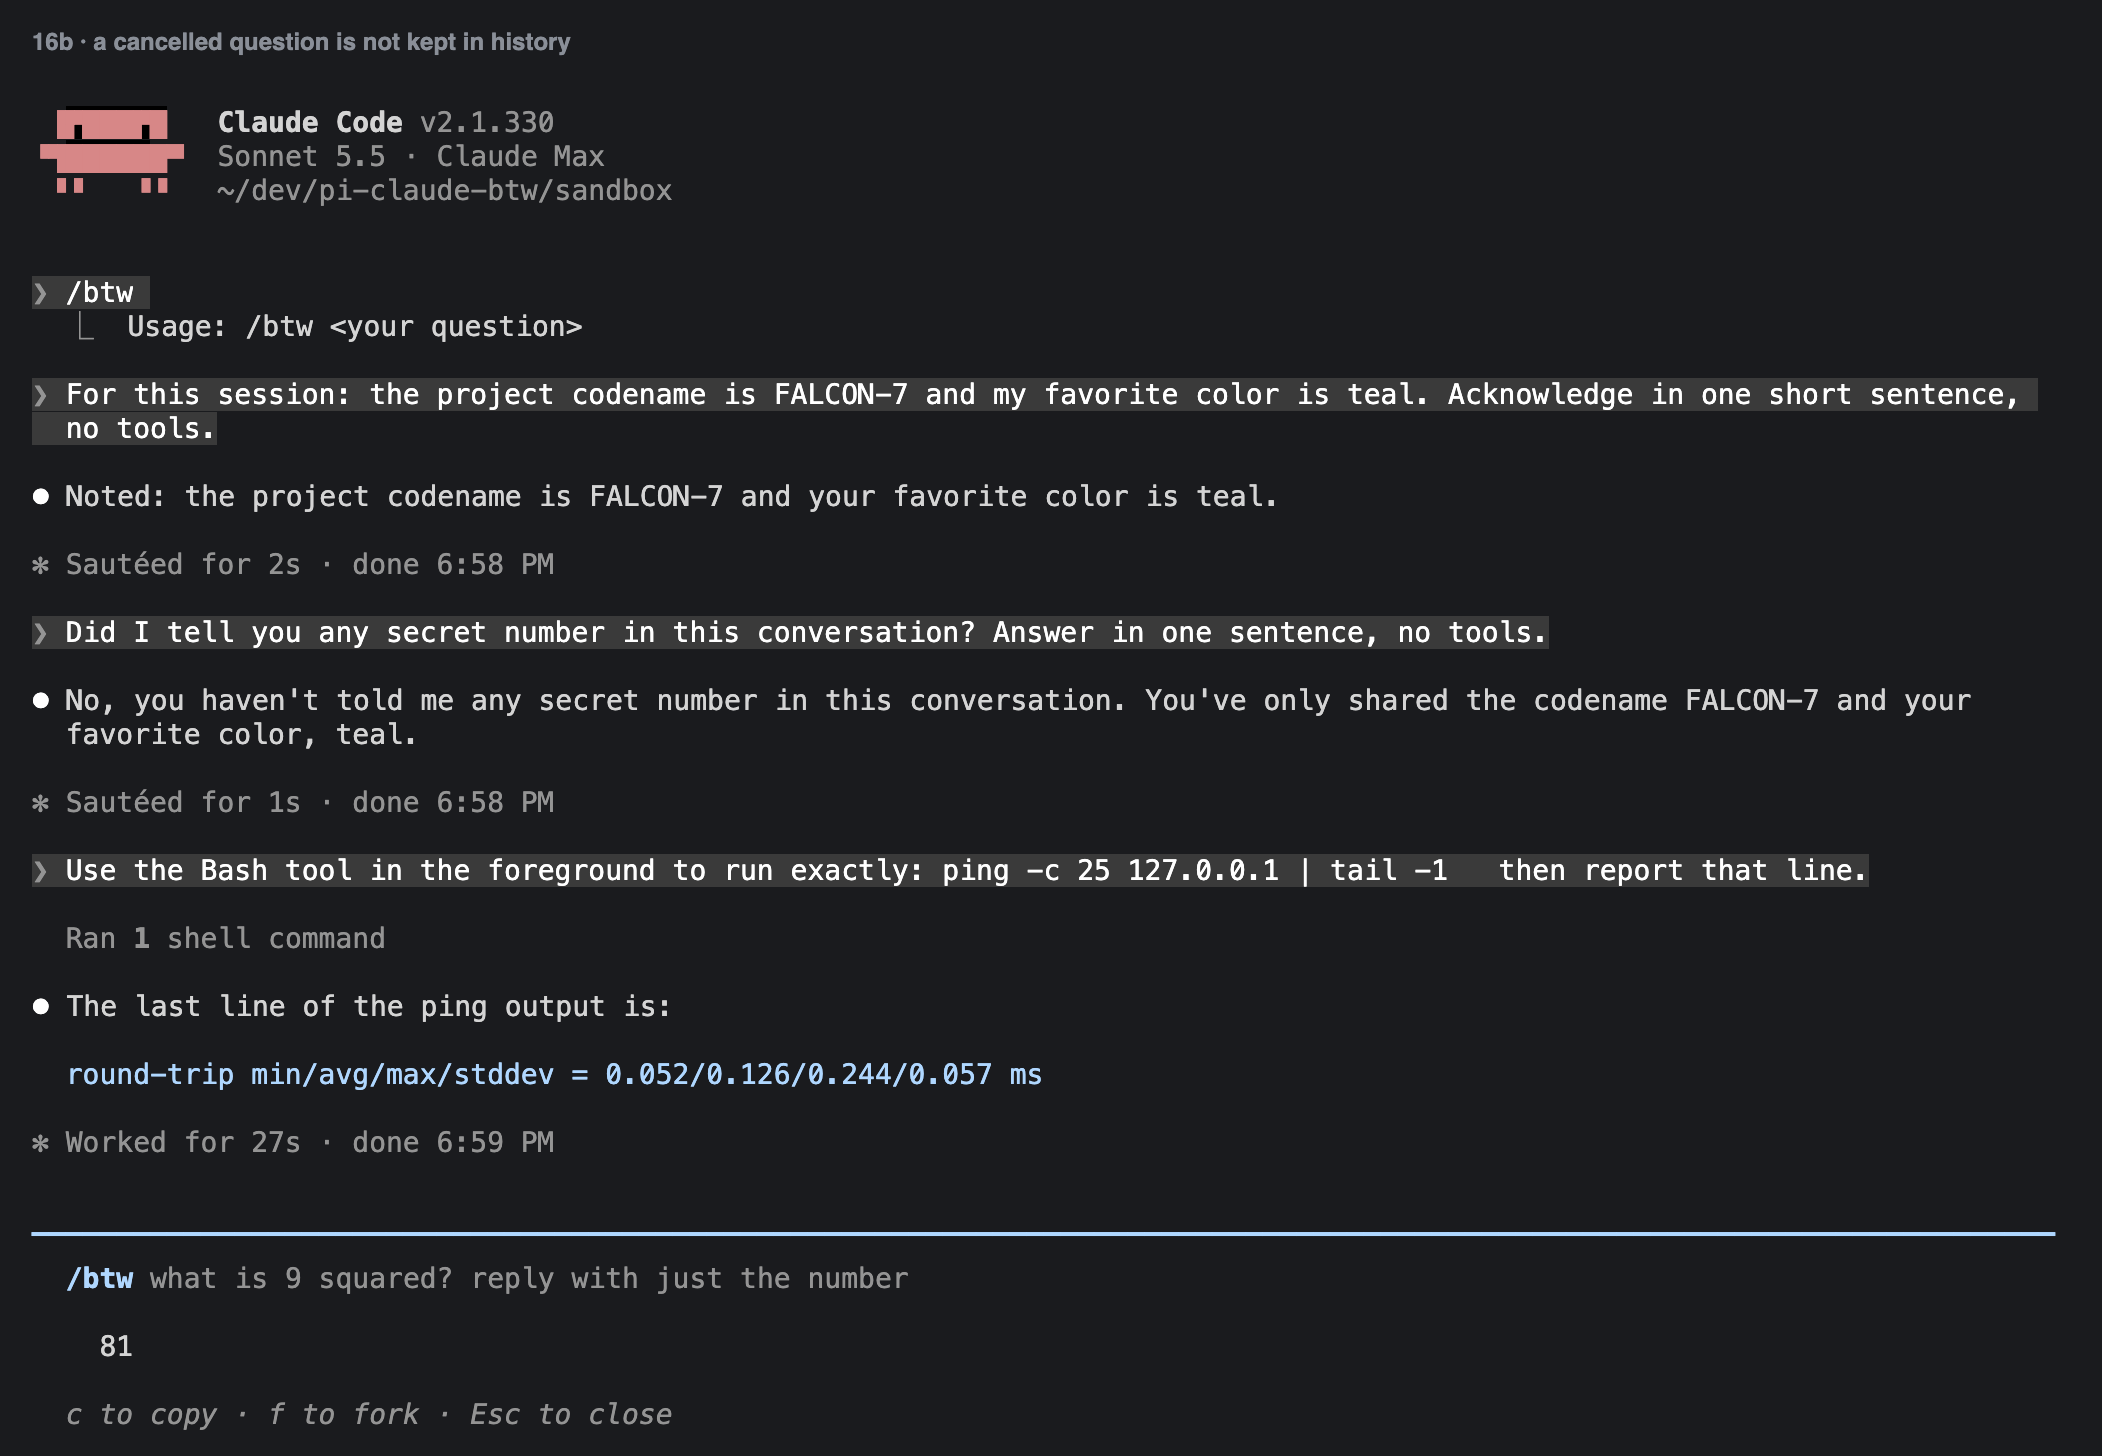 16b · a cancelled question is not kept in history
Claude Code v2.1.330
Sonnet 5.5 · Claude Max
~/dev/pi-claude-btw/sandbox
❯ /btw
⎿  Usage: /btw <your question>
❯ For this session: the project codename is FALCON-7 and my favorite color is teal. Acknowledge in one short sentence,
no tools.
● Noted: the project codename is FALCON-7 and your favorite color is teal.
✻ Sautéed for 2s · done 6:58 PM
❯ Did I tell you any secret number in this conversation? Answer in one sentence, no tools.
● No, you haven't told me any secret number in this conversation. You've only shared the codename FALCON-7 and your
favorite color, teal.
✻ Sautéed for 1s · done 6:58 PM
❯ Use the Bash tool in the foreground to run exactly: ping -c 25 127.0.0.1 | tail -1   then report that line.
Ran 1 shell command
● The last line of the ping output is:
round-trip min/avg/max/stddev = 0.052/0.126/0.244/0.057 ms
✻ Worked for 27s · done 6:59 PM
/btw what is 9 squared? reply with just the number
81
c to copy · f to fork · Esc to close